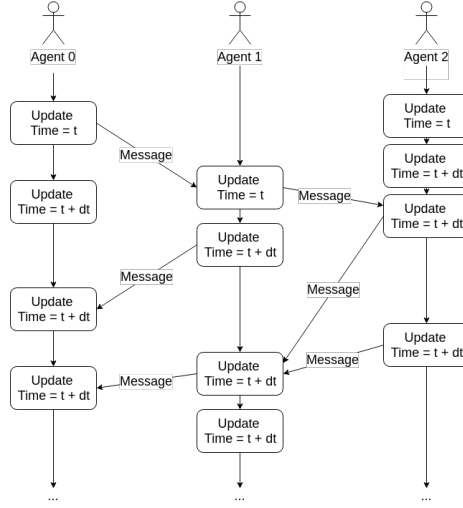 Agent 0
Agent 1
Agent 2
Update
Time = t
Update
Time = t
Message
Update
Time = t + dt
Update
Time = t
Message
Update
Time = t + dt
Update
Time = t + dt
Update
Time = t + dt
Message
Message
Update
Time = t + dt
Update
Time = t + dt
Message
Update
Time = t + dt
Update
Time = t + dt
Message
Update
Time = t + dt
...
...
...